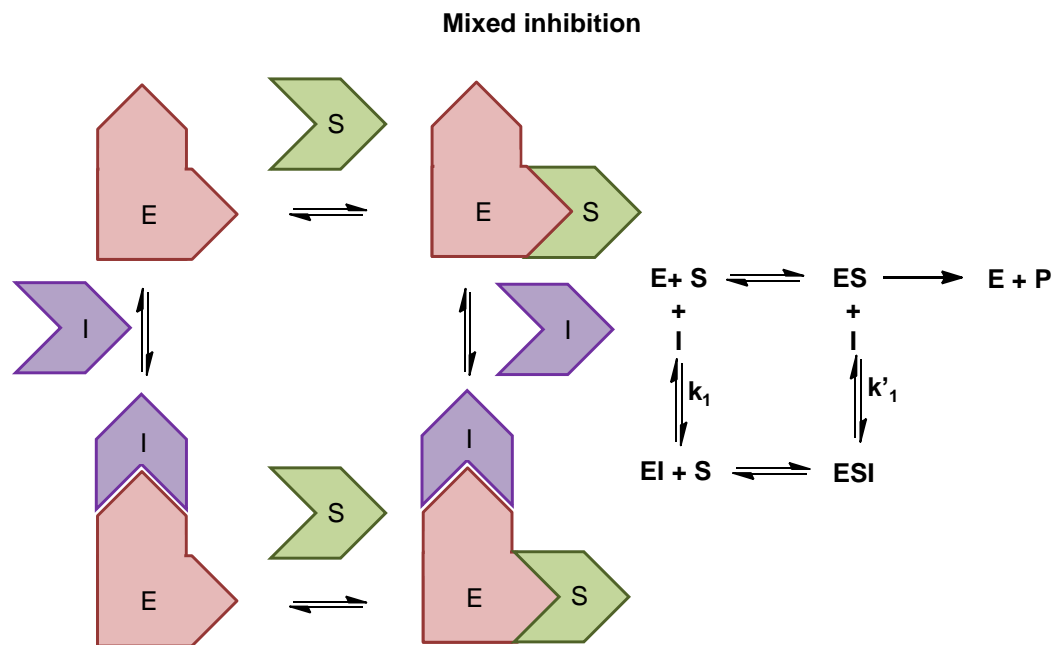 Mixed inhibition
S
E
E
S
I
I
E+ S
ES
E + P
+
+
I
I
k₁
k’₁
I
I
EI + S
ESI
S
E
E
S